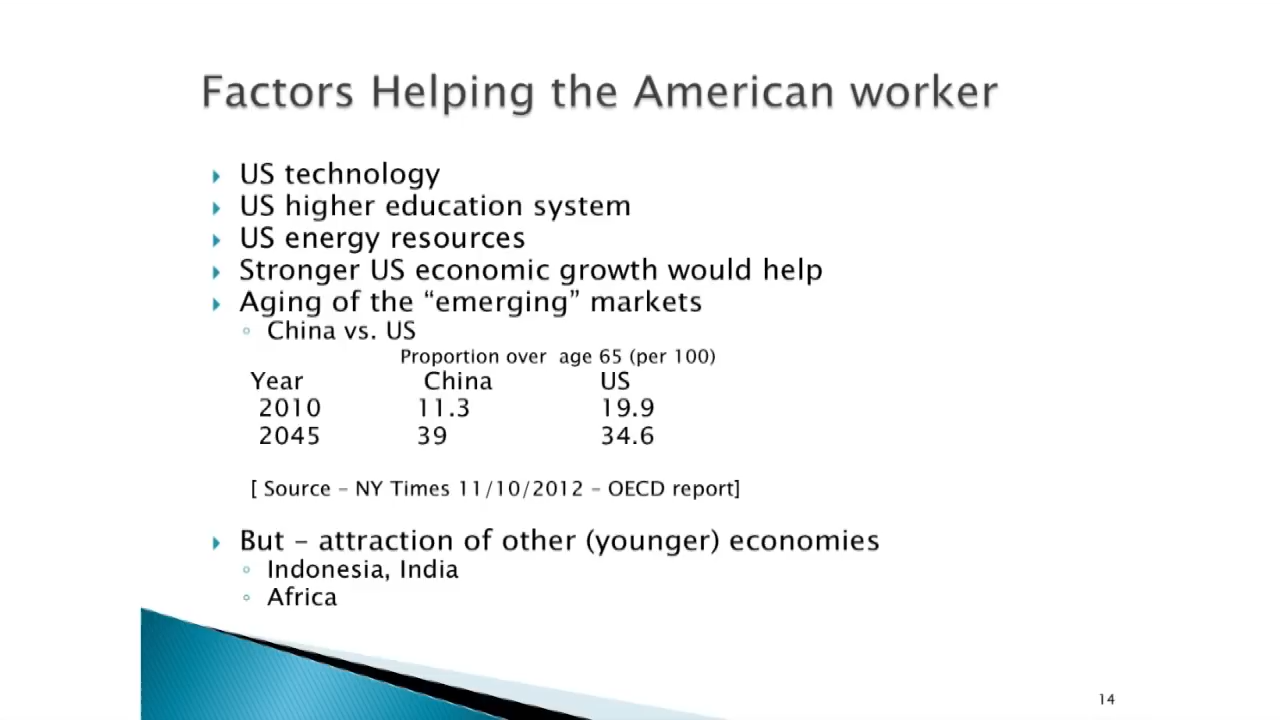 Factors Helping the American worker
US technology
US higher education system
US energy resources
Stronger US economic growth would help
Aging of the “emerging” markets
China vs. US
Proportion over age 65 (per 100)
Year China US
2010 11.3 19.9
2045 39 34.6
[ Source – NY Times 11/10/2012 – OECD report]
But – attraction of other (younger) economies
Indonesia, India
Africa
14